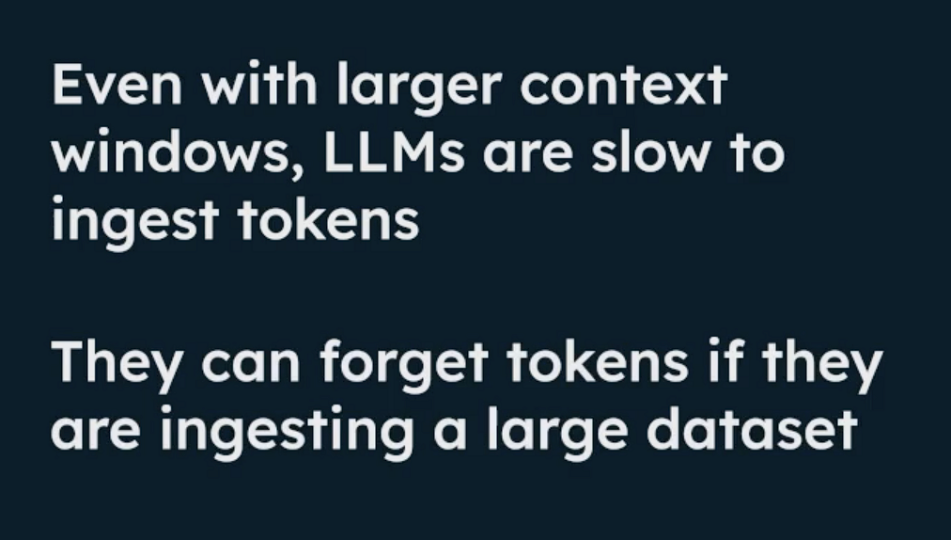 Even with larger context
windows, LLMs are slow to
ingest tokens
They can forget tokens if they
are ingesting a large dataset